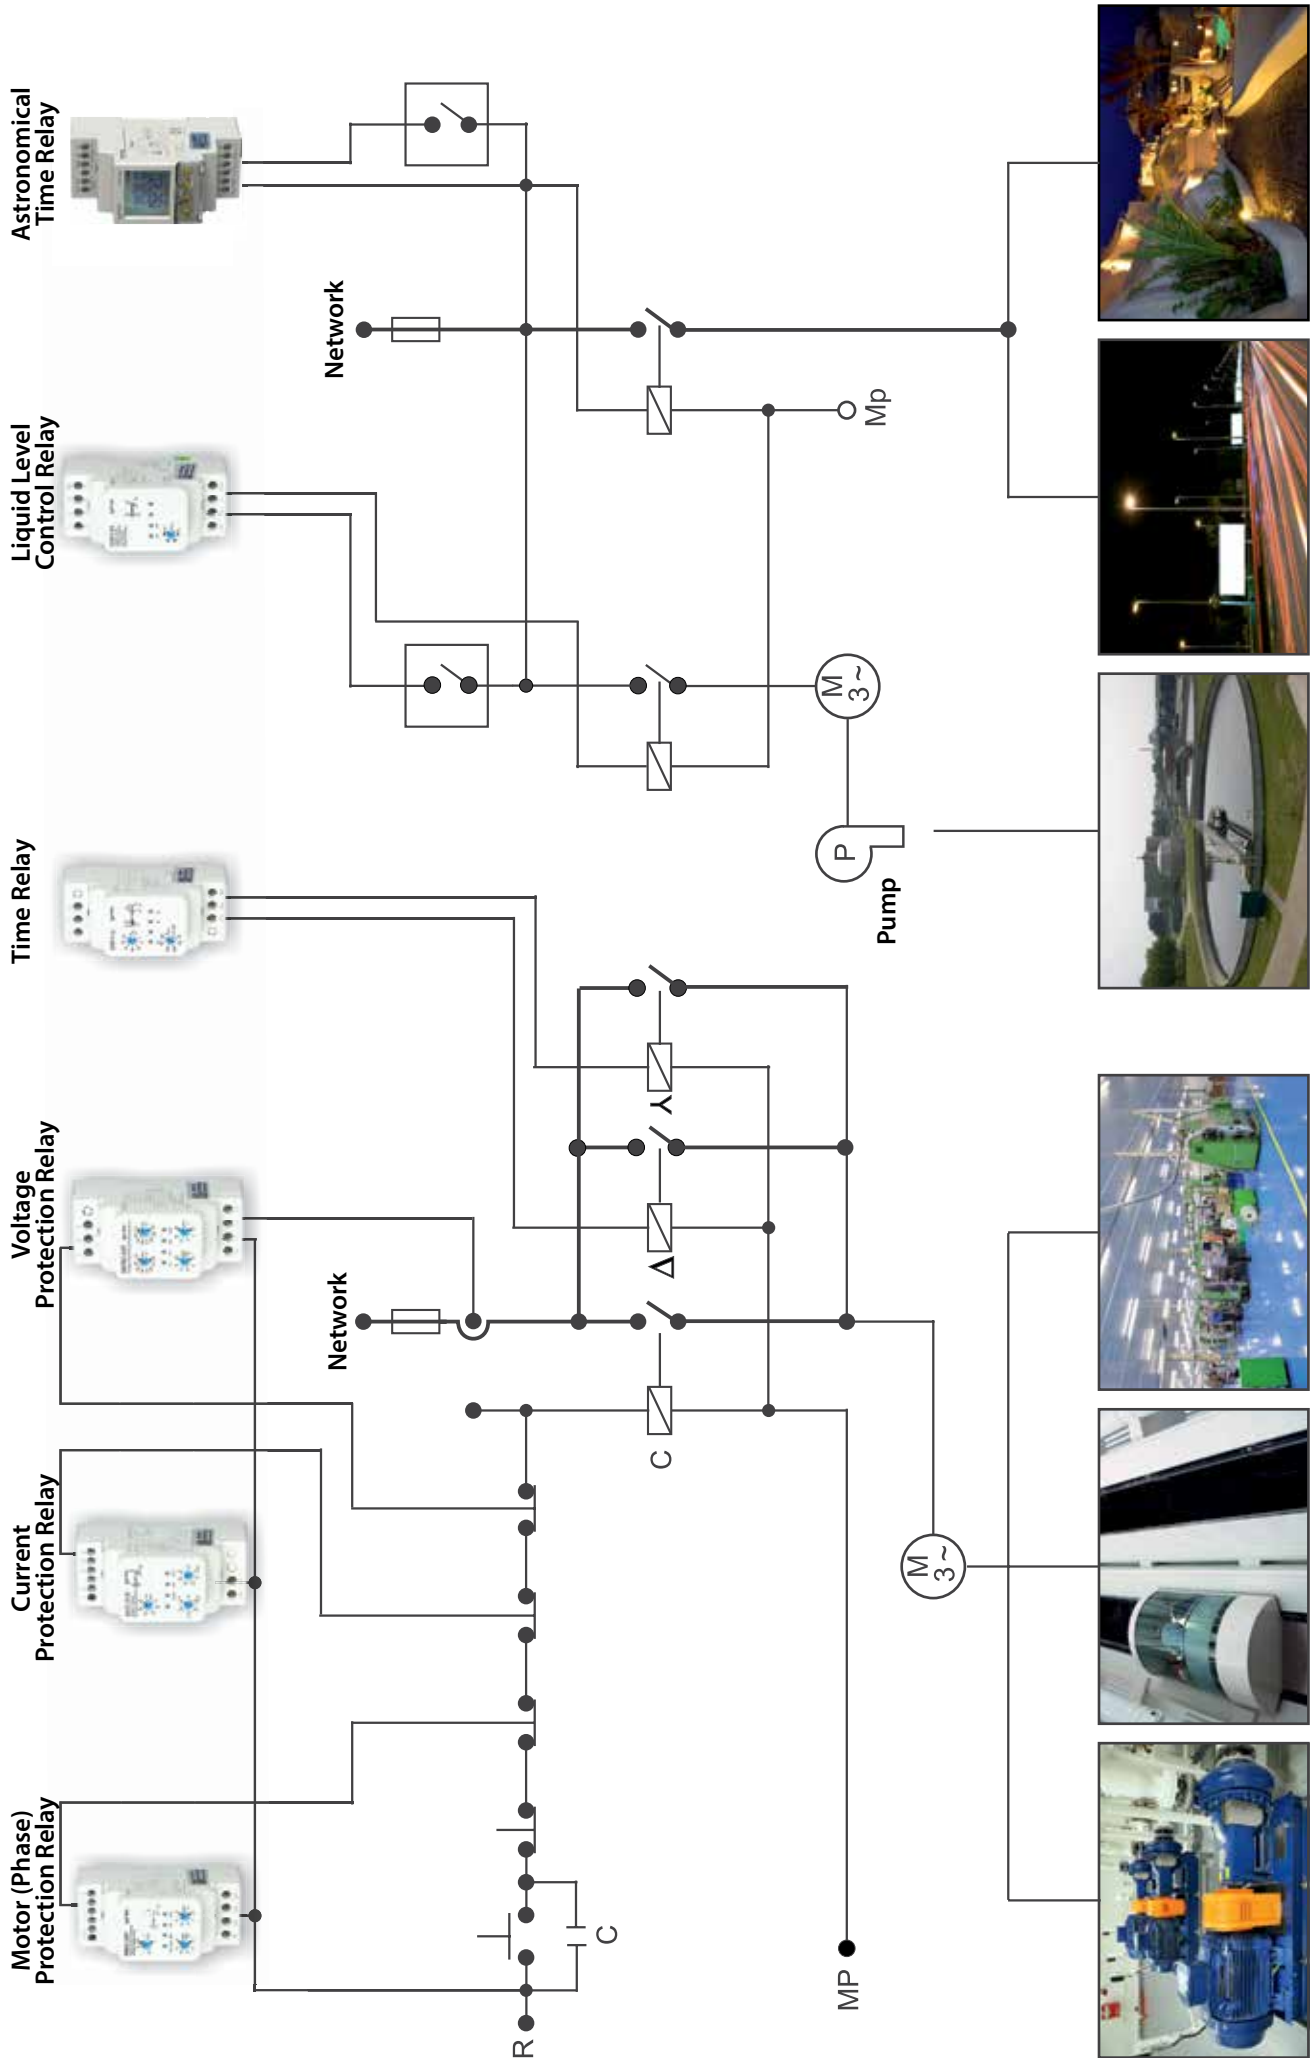 Motor (Phase)
Protection Relay
Current
Protection Relay
Voltage
Protection Relay
Time Relay
Liquid Level
Control Relay
Astronomical
Time Relay
Network
Network
R
C
C
Δ
Y
MP
Mp
M
3~
M
3~
P
Pump